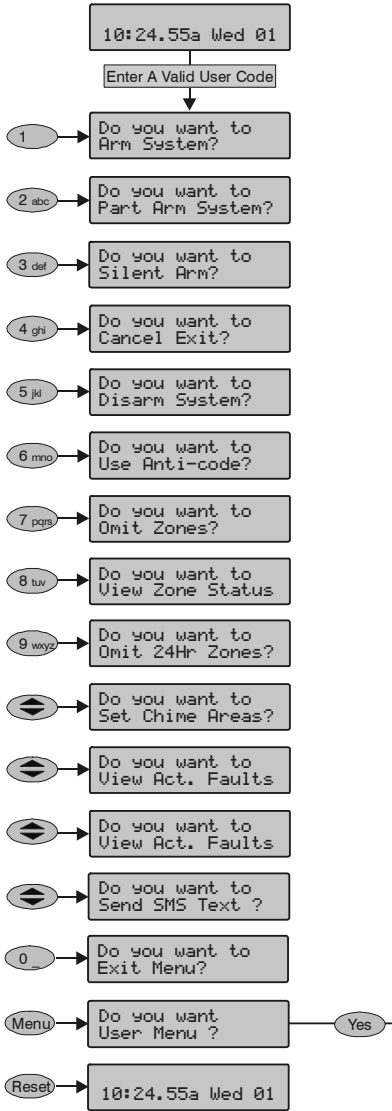 10:24.55a Wed 01
Enter A Valid User Code
1
Do you want to
Arm System?
2 abc
Do you want to
Part Arm System?
3 def
Do you want to
Silent Arm?
4 ghi
Do you want to
Cancel Exit?
5 jkl
Do you want to
Disarm System?
6 mno
Do you want to
Use Anti-code?
7 pqrs
Do you want to
Omit Zones?
8 tuv
Do you want to
View Zone Status
9 wxyz
Do you want to
Omit 24Hr Zones?
Do you want to
Set Chime Areas?
Do you want to
View Act. Faults
Do you want to
View Act. Faults
Do you want to
Send SMS Text ?
0 _
Do you want to
Exit Menu?
Menu
Do you want
User Menu ?
Yes
Reset
10:24.55a Wed 01